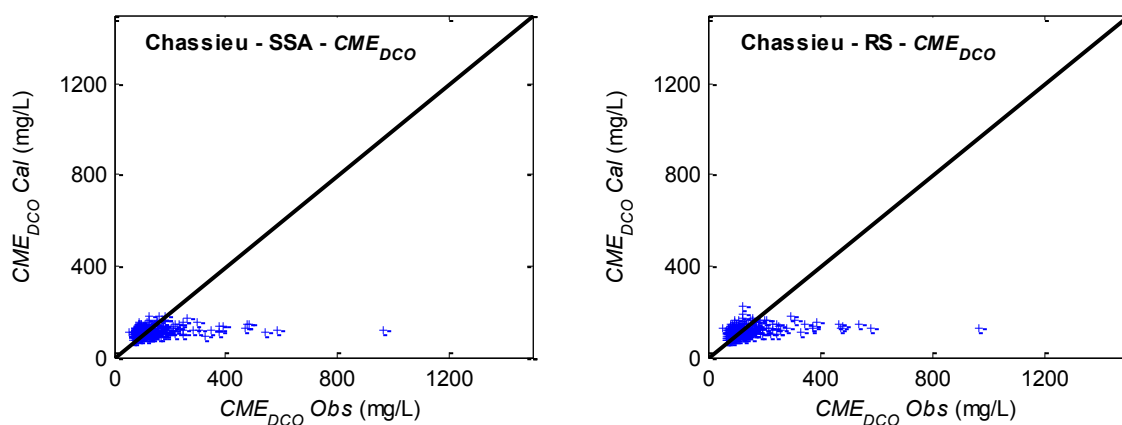 Chassieu - SSA - CME_DCO
CME_DCO Cal (mg/L)
1200
800
400
0
0 400 800 1200
CME_DCO Obs (mg/L)
Chassieu - RS - CME_DCO
CME_DCO Cal (mg/L)
1200
800
400
0
0 400 800 1200
CME_DCO Obs (mg/L)